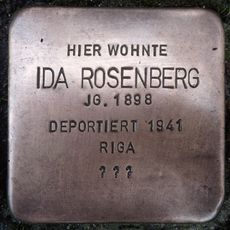 HIER WOHNTE
IDA ROSENBERG
JG. 1898
DEPORTIERT 1941
RIGA
? ? ?